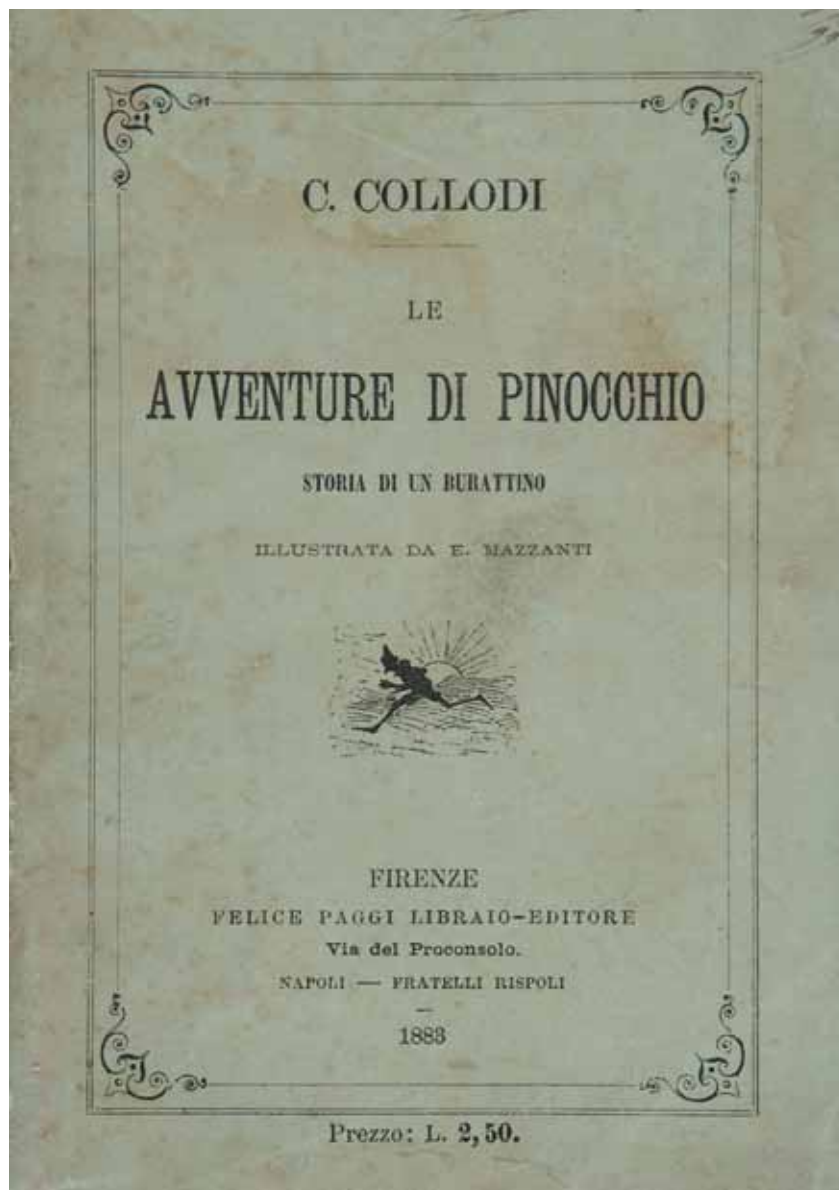 C. COLLODI
LE
AVVENTURE DI PINOCCHIO
STORIA DI UN BURATTINO
ILLUSTRATA DA E. MAZZANTI
FIRENZE
FELICE PAGGI LIBRAIO-EDITORE
Via del Proconsolo.
NAPOLI — FRATELLI RISPOLI
1883
Prezzo: L. 2,50.